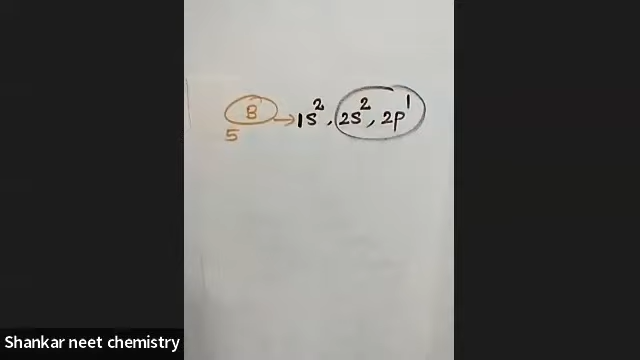 B → 1s², 2s², 2p¹
5
Shankar neet chemistry